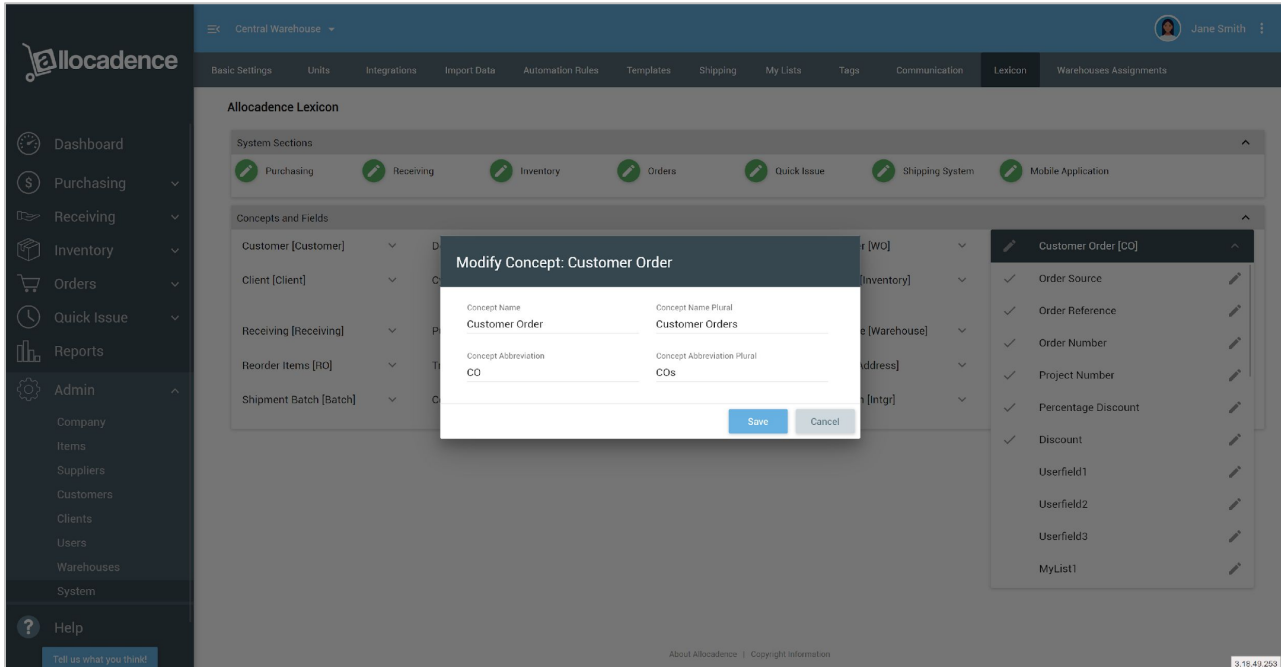 allocadence
Central Warehouse
Jane Smith
Basic Settings Units Integrations Import Data Automation Rules Templates Shipping My Lists Tags Communication Lexicon Warehouses Assignments
Dashboard
Purchasing
Receiving
Inventory
Orders
Quick Issue
Reports
Admin
Company
Items
Suppliers
Customers
Clients
Users
Warehouses
System
Help
Tell us what you think!
Allocadence Lexicon
System Sections
Purchasing Receiving Inventory Orders Quick Issue Shipping System Mobile Application
Concepts and Fields
Customer [Customer]
Client [Client]
Receiving [Receiving]
Reorder Items [RO]
Shipment Batch [Batch]
[WO]
[Inventory]
[Warehouse]
[Intgr]
Modify Concept: Customer Order
Concept Name Concept Name Plural
Customer Order Customer Orders
Concept Abbreviation Concept Abbreviation Plural
CO COs
Save Cancel
Customer Order [CO]
Order Source
Order Reference
Order Number
Project Number
Percentage Discount
Discount
Userfield1
Userfield2
Userfield3
MyList1
About Allocadence | Copyright Information
3.18.49.253